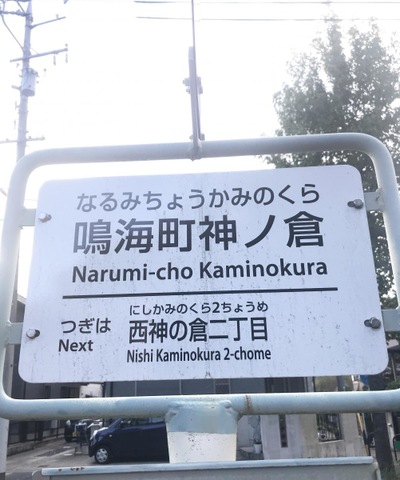 なるみちょうかみのくら
鳴海町神ノ倉
Narumi-cho Kaminokura
つぎは
Next
にしかみのくら2ちょうめ
西神の倉二丁目
Nishi Kaminokura 2-chome